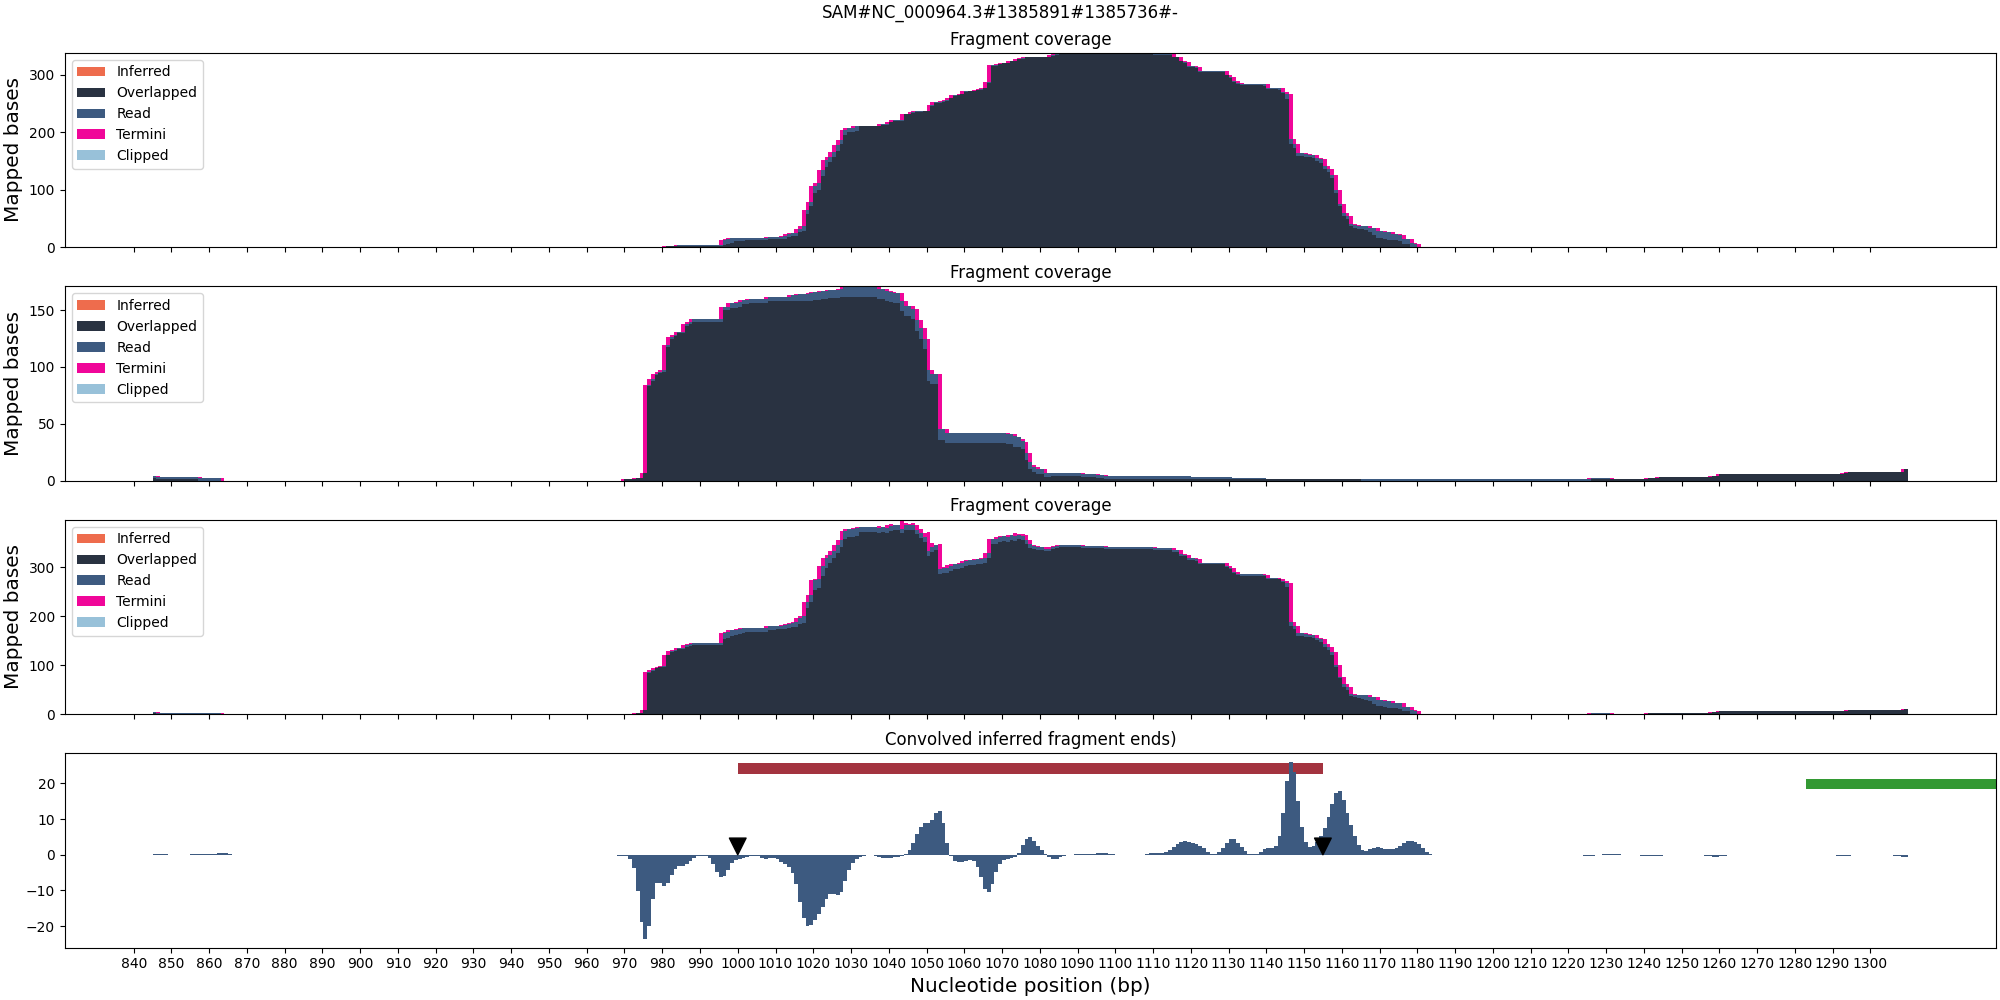 SAM#NC_000964.3#1385891#1385736#-
Fragment coverage
Mapped bases
300
200
100
0
Inferred
Overlapped
Read
Termini
Clipped
Fragment coverage
Mapped bases
150
100
50
0
Inferred
Overlapped
Read
Termini
Clipped
Fragment coverage
Mapped bases
300
200
100
0
Inferred
Overlapped
Read
Termini
Clipped
Convolved inferred fragment ends)
20
10
0
−10
−20
840 850 860 870 880 890 900 910 920 930 940 950 960 970 980 990 1000 1010 1020 1030 1040 1050 1060 1070 1080 1090 1100 1110 1120 1130 1140 1150 1160 1170 1180 1190 1200 1210 1220 1230 1240 1250 1260 1270 1280 1290 1300
Nucleotide position (bp)